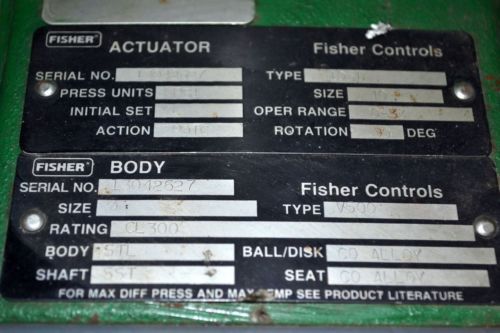 FISHER ACTUATOR Fisher Controls
SERIAL NO. TYPE
PRESS UNITS PSI SIZE
INITIAL SET OPER RANGE
ACTION ROTATION DEG
FISHER BODY
SERIAL NO. L3042627 Fisher Controls
SIZE TYPE V500
RATING CL300
BODY STL BALL/DISK CO ALLOY
SHAFT SST SEAT CO ALLOY
FOR MAX DIFF PRESS AND MAX TEMP SEE PRODUCT LITERATURE